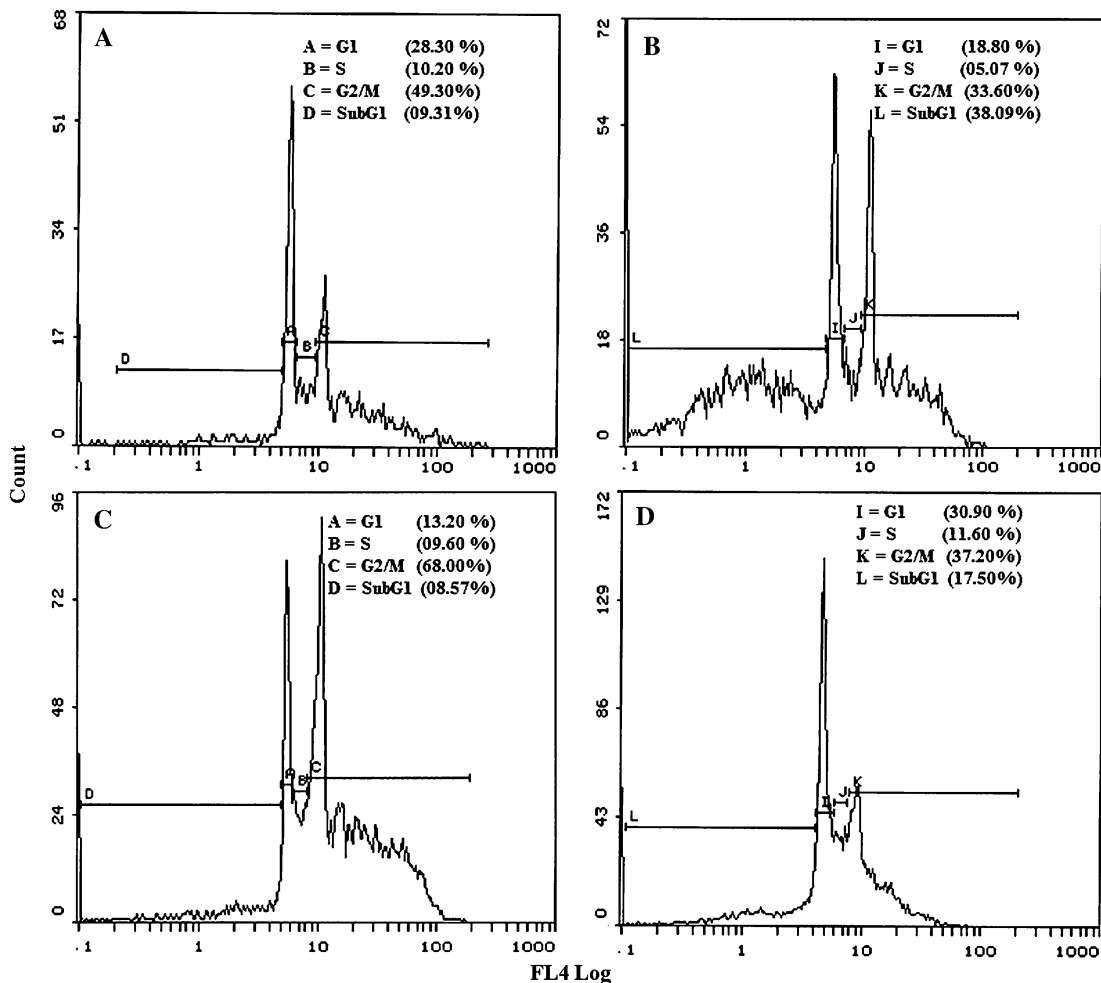 A
A = G1 (28.30 %)
B = S (10.20 %)
C = G2/M (49.30%)
D = SubG1 (09.31%)
68
51
34
17
0
D
B
C
.1 1 10 100 1000
B
I = G1 (18.80 %)
J = S (05.07 %)
K = G2/M (33.60%)
L = SubG1 (38.09%)
72
54
36
18
0
L
I
J
K
.1 1 10 100 1000
Count
C
A = G1 (13.20 %)
B = S (09.60 %)
C = G2/M (68.00%)
D = SubG1 (08.57%)
96
72
48
24
0
D
B
C
.1 1 10 100 1000
D
I = G1 (30.90 %)
J = S (11.60 %)
K = G2/M (37.20%)
L = SubG1 (17.50%)
172
129
86
43
0
L
I
J
K
.1 1 10 100 1000
FL4 Log